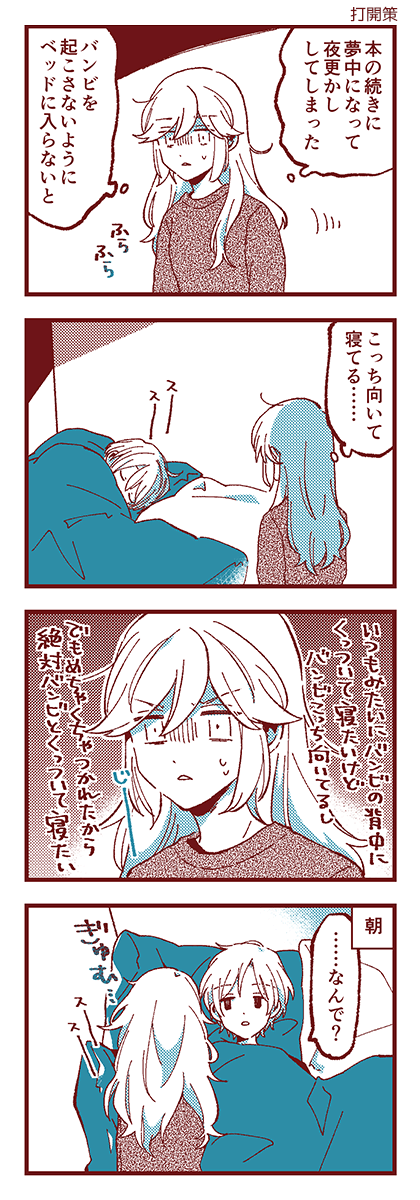 打開策
本の続きに
夢中になって
夜更かし
してしまった
バンビを
起こさないように
ベッドに入らないと
ふら
ふら
こっち向いて
寝てる……
スー
スー
いつもみたいにバンビの背中に
くっついて寝たいけど
バンビこっち向いてるし
じー
でもめちゃくちゃつかれたから
絶対バンビとくっついて寝たい
朝
……なんで？
ぎゅむ…
スー
スー